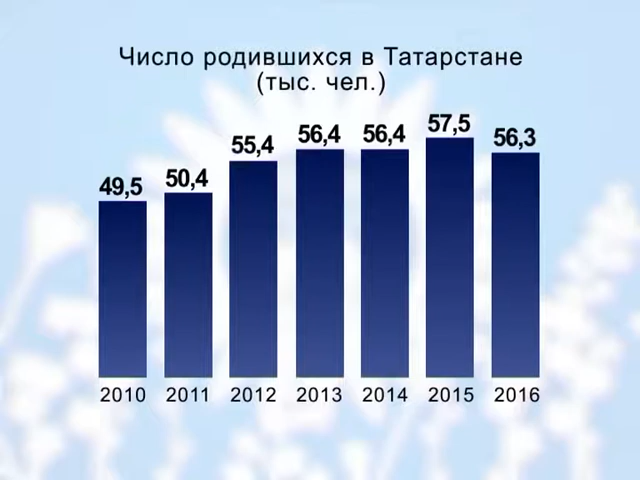 Число родившихся в Татарстане
(тыс. чел.)
49,5 50,4 55,4 56,4 56,4 57,5 56,3
2010 2011 2012 2013 2014 2015 2016